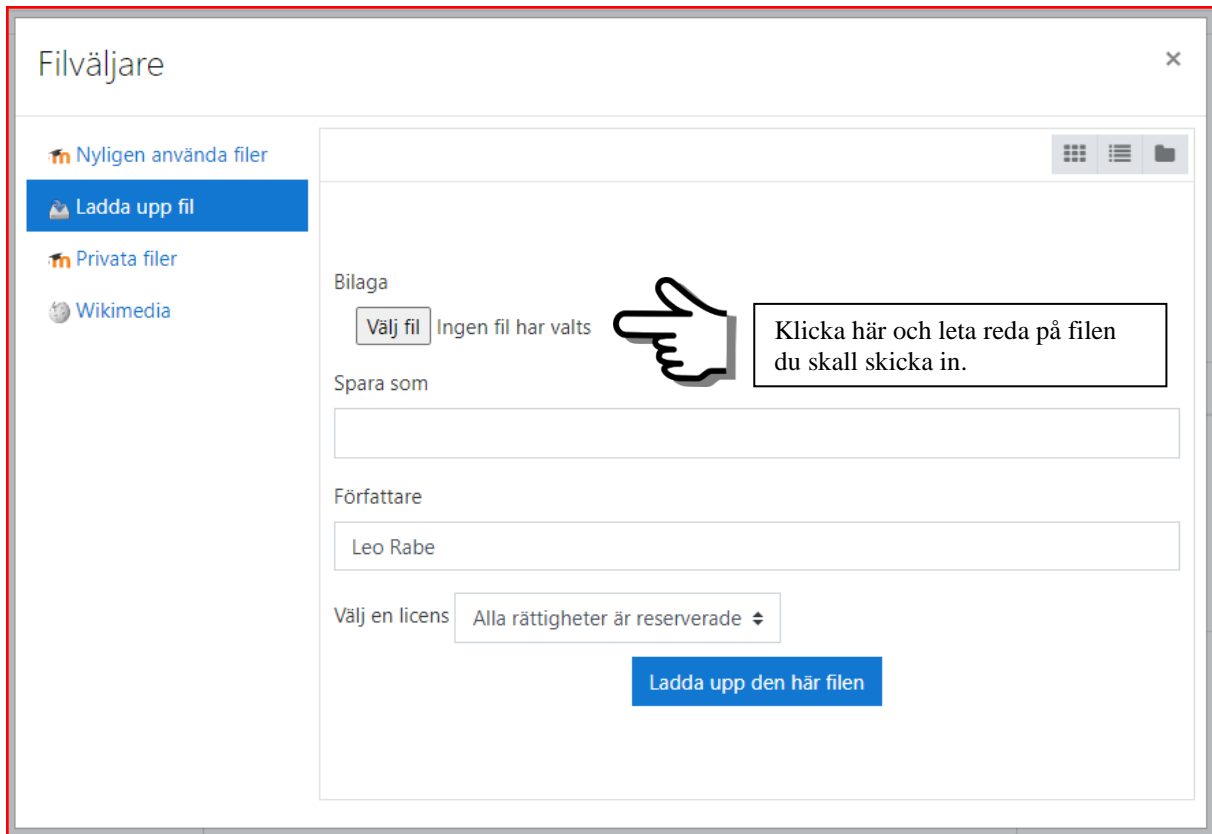 Filväljare
×
Nyligen använda filer
Ladda upp fil
Privata filer
Wikimedia
Bilaga
Välj fil Ingen fil har valts
Klicka här och leta reda på filen
du skall skicka in.
Spara som
Författare
Leo Rabe
Välj en licens Alla rättigheter är reserverade
Ladda upp den här filen